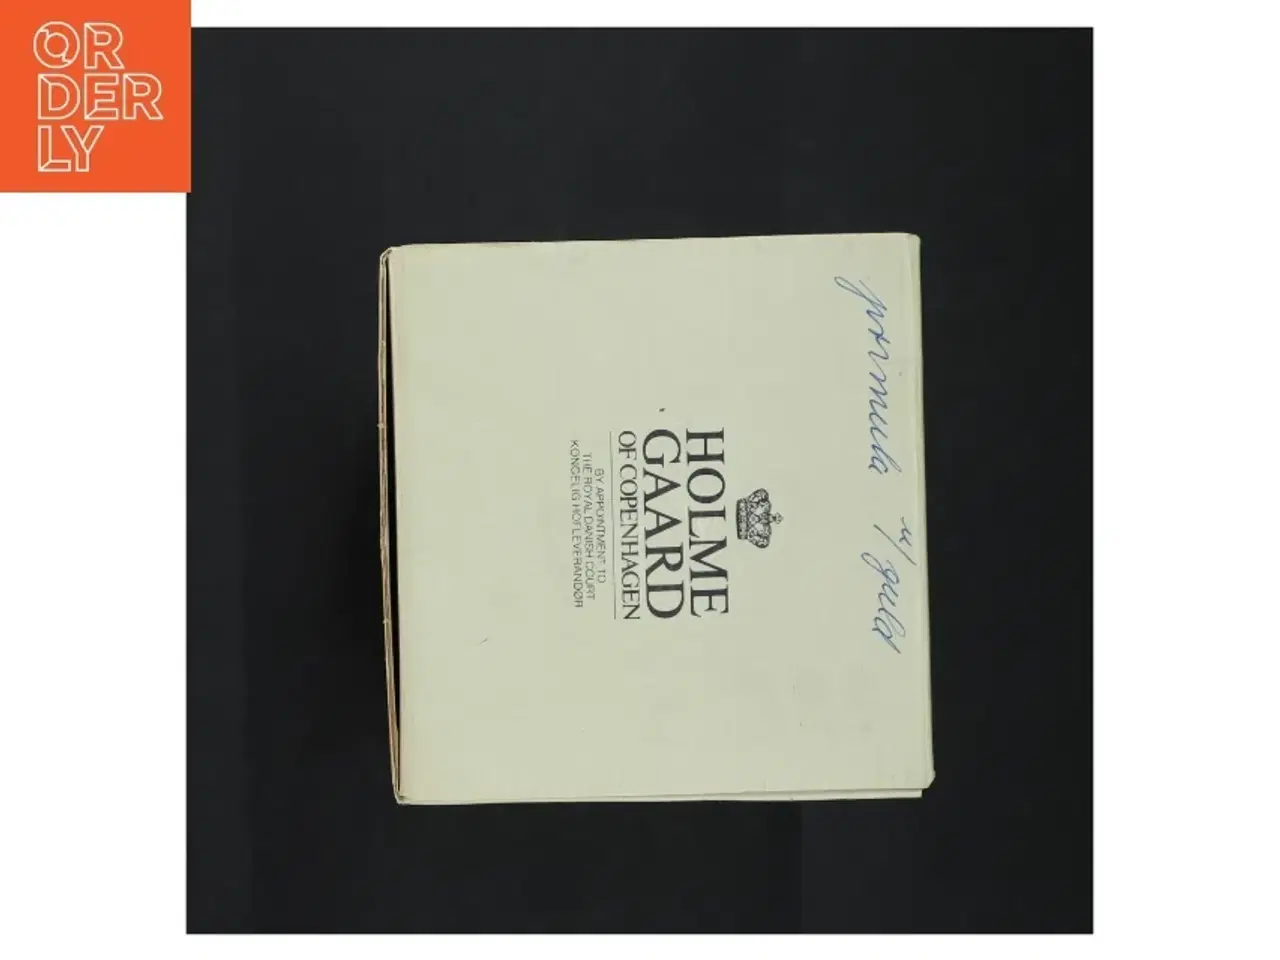 ORDERLY
primula u/guld
HOLME
GAARD
OF COPENHAGEN
BY APPOINTMENT TO
THE ROYAL DANISH COURT
KONGELIG HOFLEVERANDØR